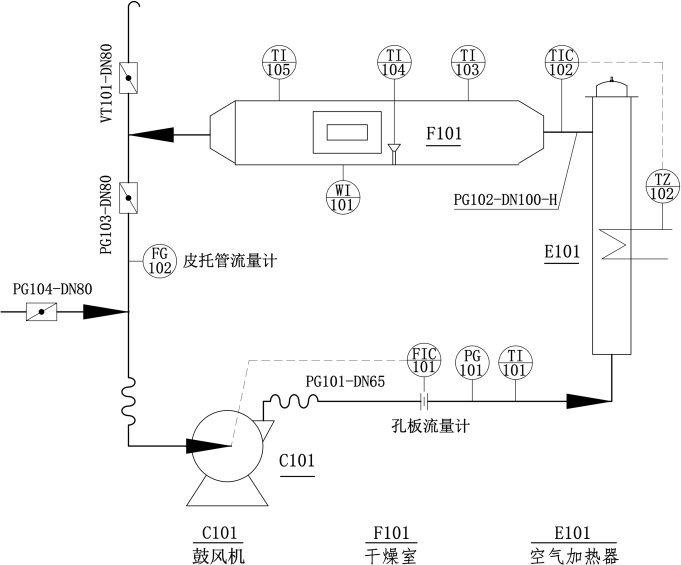 VT101-DN80
TI
105
TI
104
TI
103
TIC
102
F101
WI
101
PG102-DN100-H
TZ
102
PG103-DN80
FG
102
皮托管流量计
E101
PG104-DN80
FIC
101
PG
101
TI
101
PG101-DN65
孔板流量计
C101
C101
鼓风机
F101
干燥室
E101
空气加热器